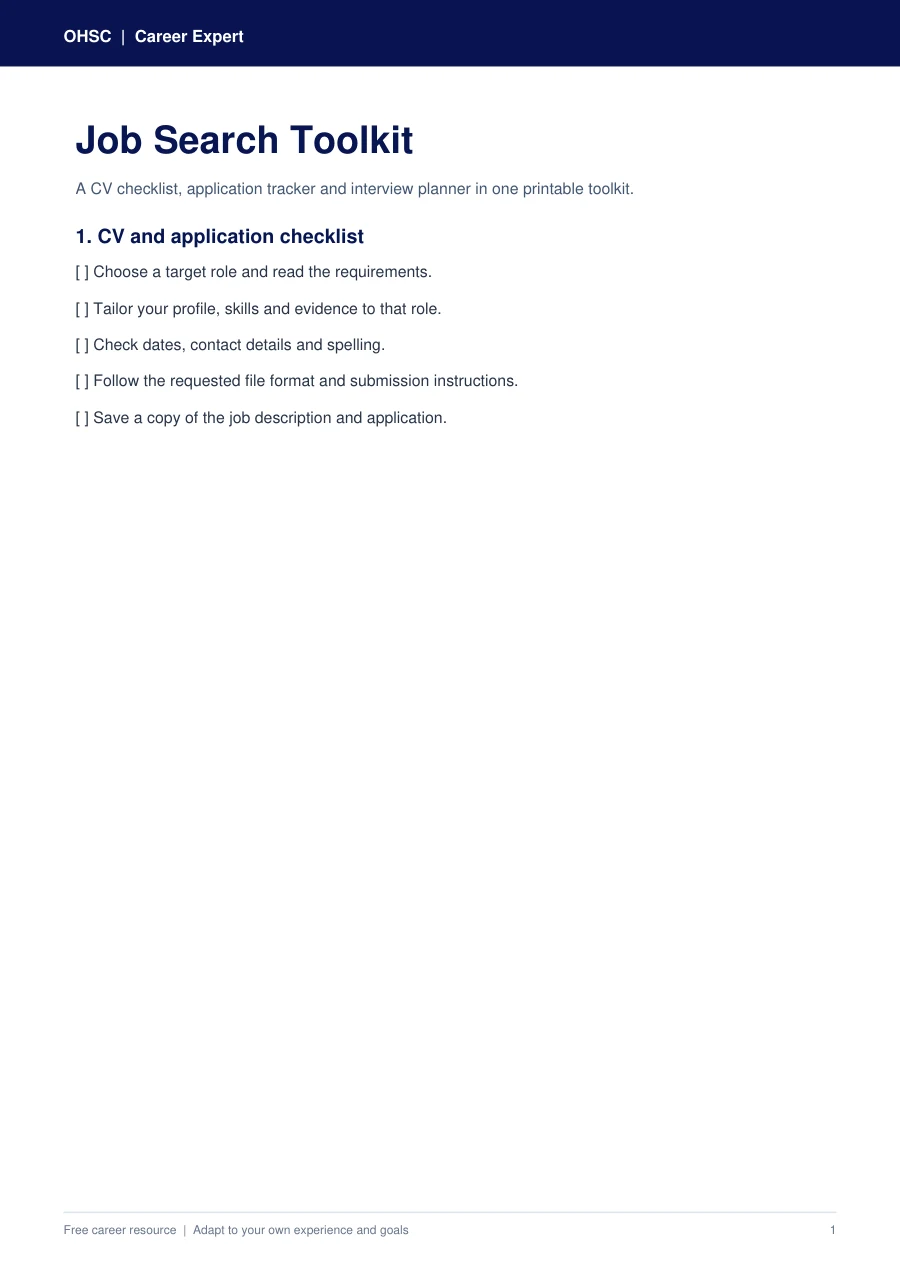 OHSC | Career Expert
Job Search Toolkit
A CV checklist, application tracker and interview planner in one printable toolkit.
1. CV and application checklist
[ ] Choose a target role and read the requirements.
[ ] Tailor your profile, skills and evidence to that role.
[ ] Check dates, contact details and spelling.
[ ] Follow the requested file format and submission instructions.
[ ] Save a copy of the job description and application.
Free career resource | Adapt to your own experience and goals 1